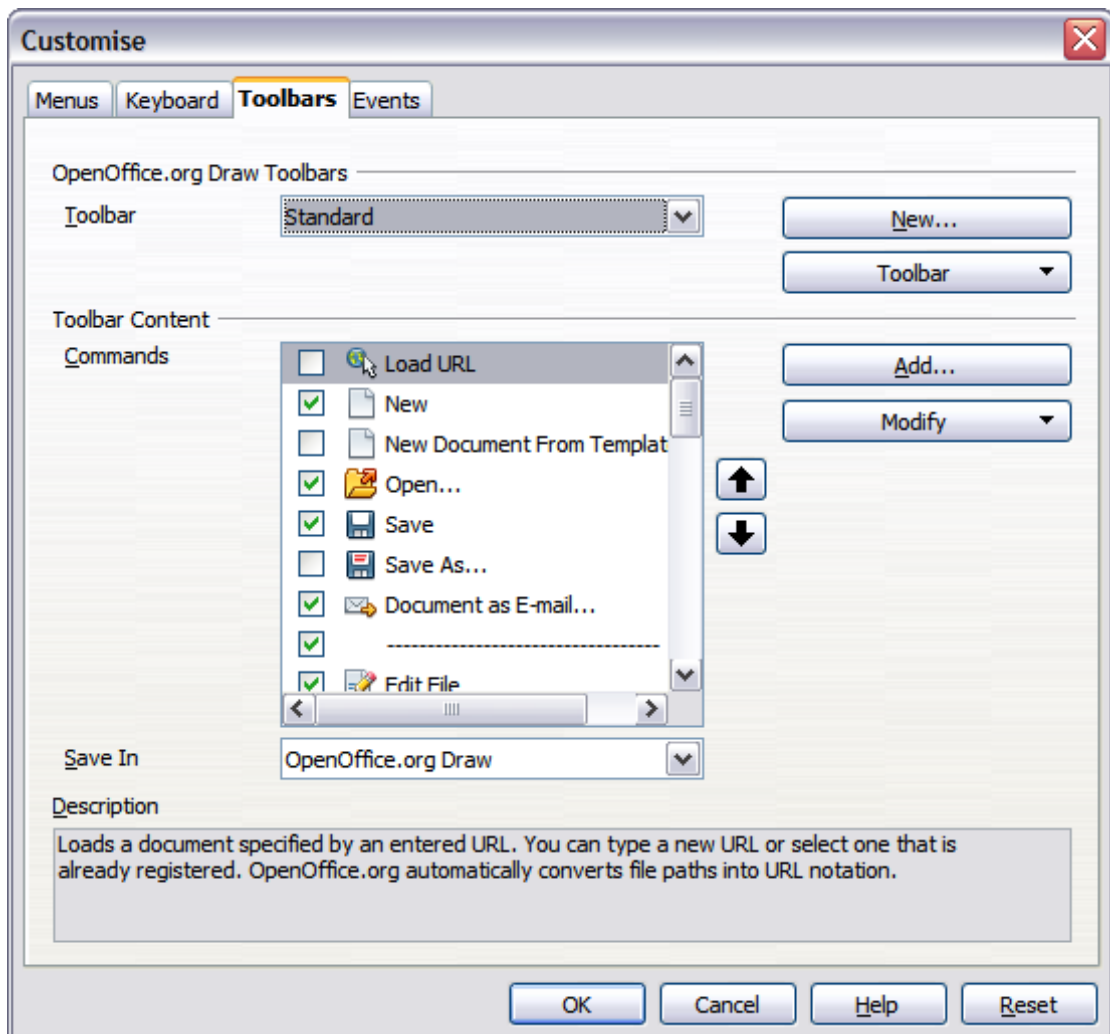 Customise
Menus Keyboard Toolbars Events
OpenOffice.org Draw Toolbars
Toolbar Standard New...
Toolbar
Toolbar Content
Commands Load URL Add...
New
Modify
New Document From Templat
Open...
Save
Save As...
Document as E-mail...
----------------------------------
Edit File
Save In OpenOffice.org Draw
Description
Loads a document specified by an entered URL. You can type a new URL or select one that is
already registered. OpenOffice.org automatically converts file paths into URL notation.
OK Cancel Help Reset